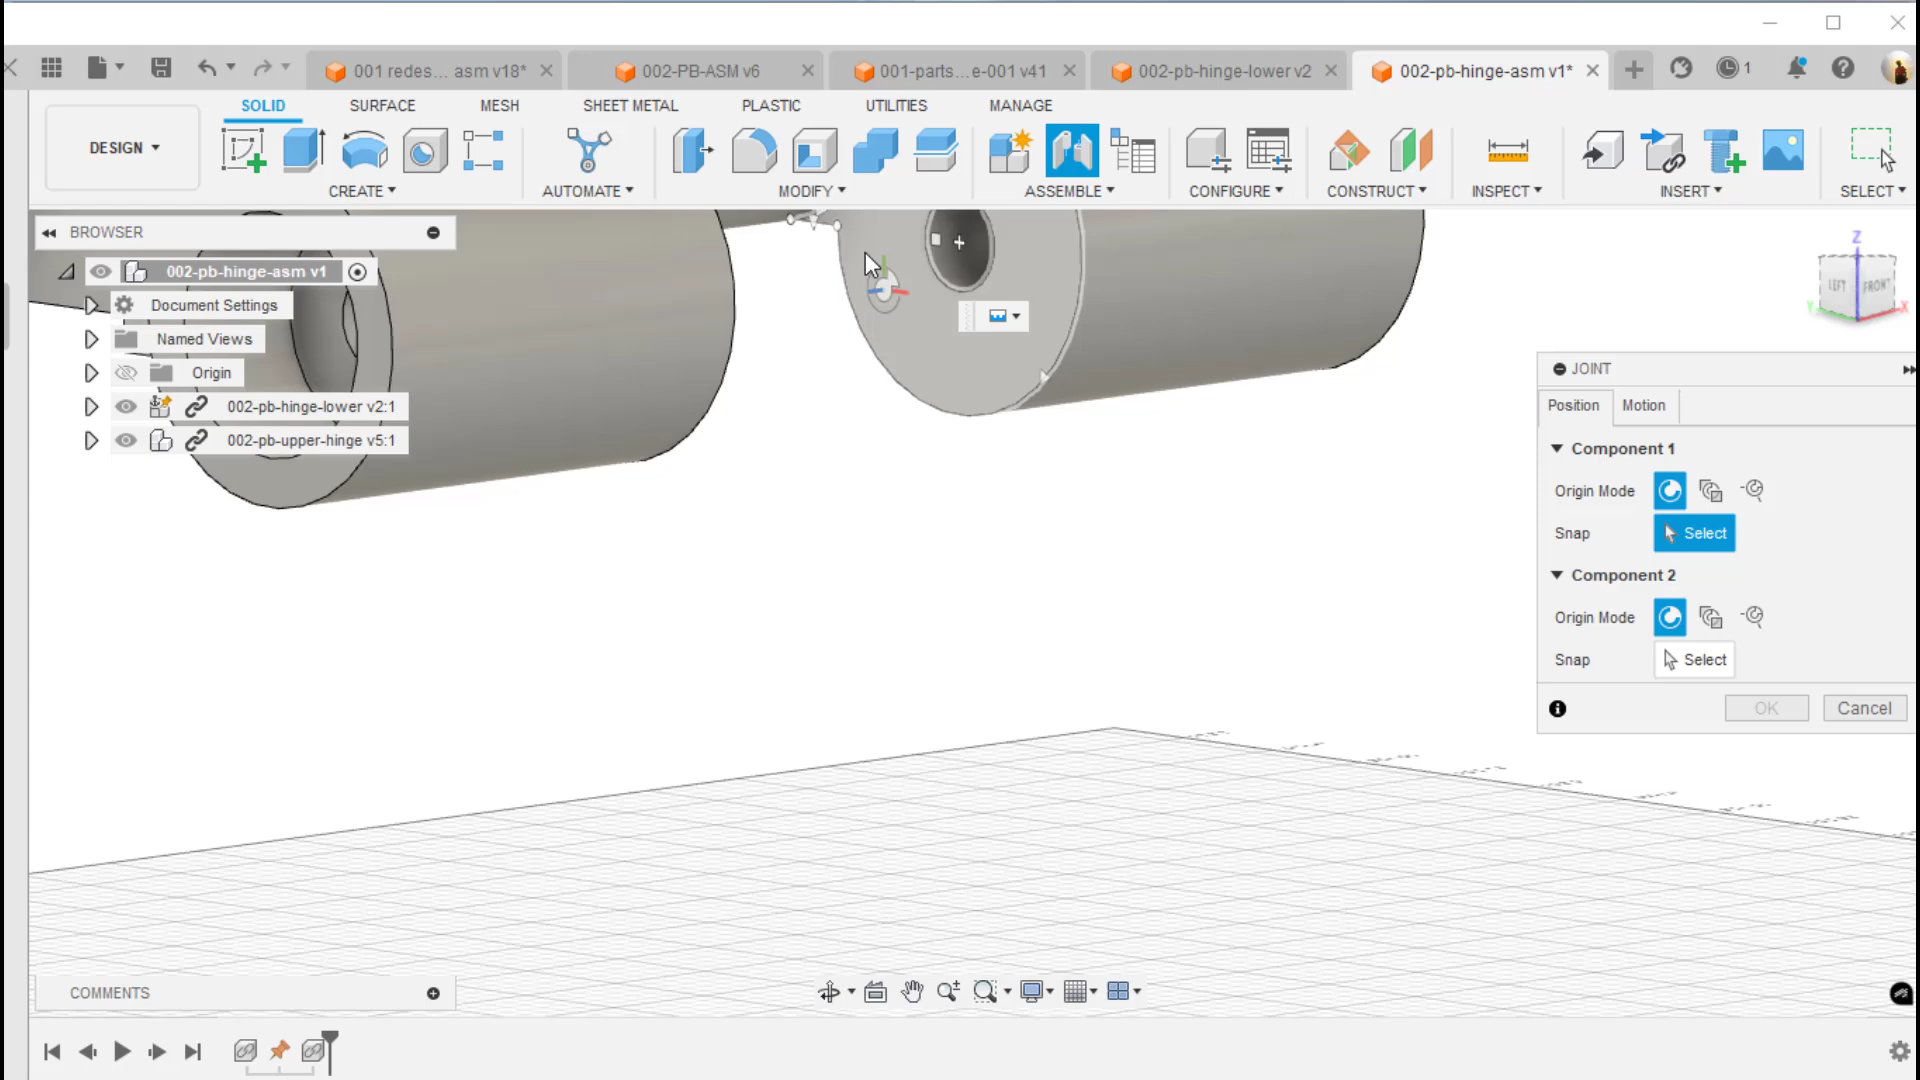 001 redes... asm v18*
002-PB-ASM v6
001-parts...e-001 v41
002-pb-hinge-lower v2
002-pb-hinge-asm v1*
1
SOLID
SURFACE
MESH
SHEET METAL
PLASTIC
UTILITIES
MANAGE
DESIGN
CREATE
AUTOMATE
MODIFY
ASSEMBLE
CONFIGURE
CONSTRUCT
INSPECT
INSERT
SELECT
BROWSER
002-pb-hinge-asm v1
Document Settings
Named Views
Origin
002-pb-hinge-lower v2:1
002-pb-upper-hinge v5:1
Z
LEFT
FRONT
Y
X
JOINT
Position
Motion
Component 1
Origin Mode
Snap
Select
Component 2
Origin Mode
Snap
Select
OK
Cancel
COMMENTS